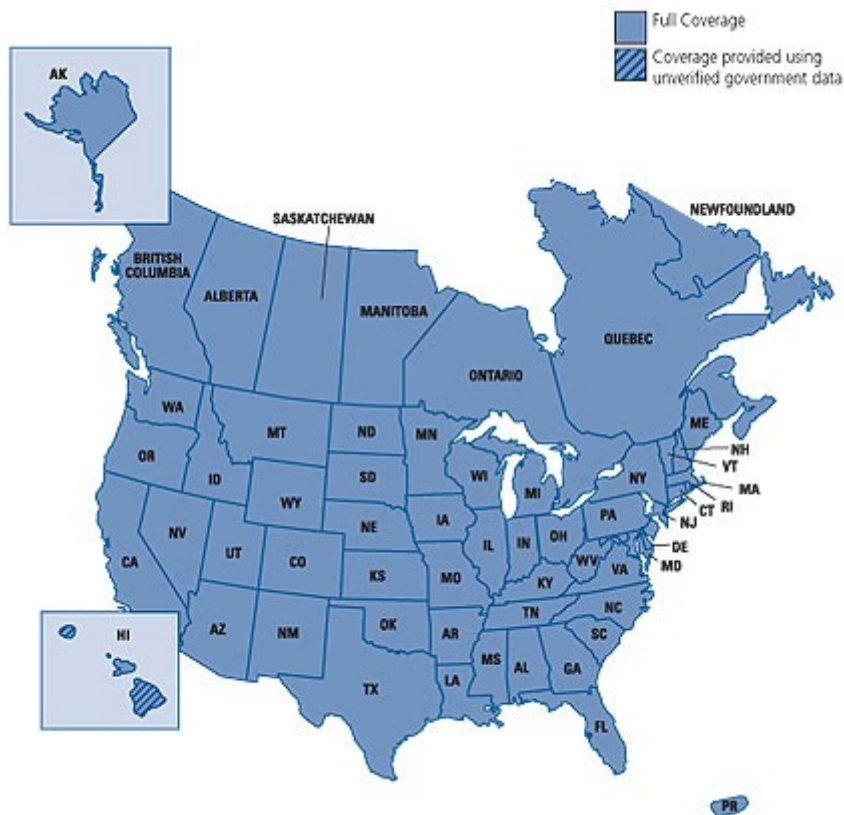 Full Coverage
Coverage provided using
unverified government data
AK
SASKATCHEWAN
NEWFOUNDLAND
BRITISH
COLUMBIA
ALBERTA
MANITOBA
QUEBEC
ONTARIO
WA
MT
ND
MN
ME
OR
ID
SD
WI
MI
NY
NH
VT
MA
WY
IA
PA
CT
RI
NJ
NV
NE
IL
IN
OH
DE
CA
UT
CO
KS
MO
WV
VA
MD
KY
AZ
NM
OK
AR
TN
NC
HI
TX
LA
MS
AL
GA
SC
FL
PR